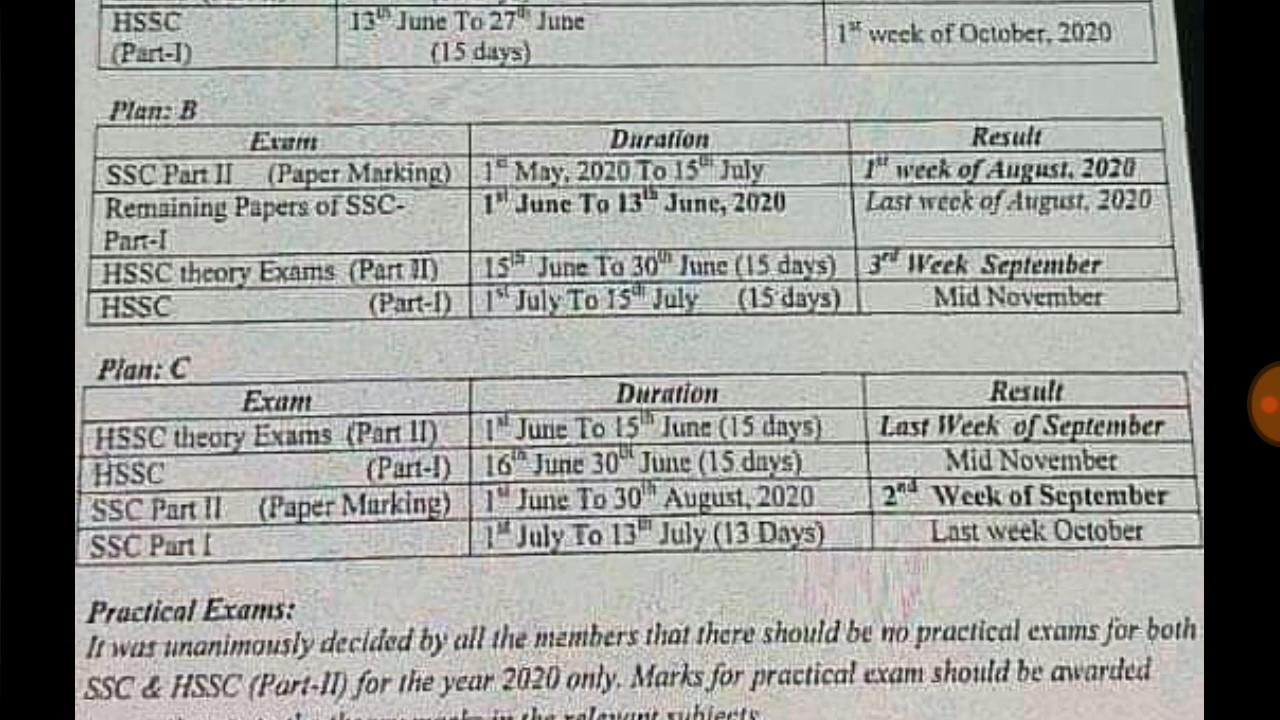 HSSC 13th June To 27th June 1st week of October, 2020
(Part-I) (15 days)
Plan: B
Exam Duration Result
SSC Part II (Paper Marking) 1st May, 2020 To 15th July 1st week of August, 2020
Remaining Papers of SSC- 1st June To 13th June, 2020 Last week of August, 2020
Part-I
HSSC theory Exams (Part II) 15th June To 30th June (15 days) 3rd Week September
HSSC (Part-I) 1st July To 15th July (15 days) Mid November
Plan: C
Exam Duration Result
HSSC theory Exams (Part II) 1st June To 15th June (15 days) Last Week of September
HSSC (Part-I) 16th June 30th June (15 days) Mid November
SSC Part II (Paper Marking) 1st June To 30th August, 2020 2nd Week of September
SSC Part I 1st July To 13th July (13 Days) Last week October
Practical Exams:
It was unanimously decided by all the members that there should be no practical exams for both
SSC & HSSC (Part-II) for the year 2020 only. Marks for practical exam should be awarded
the theory marks in the relevant subjects